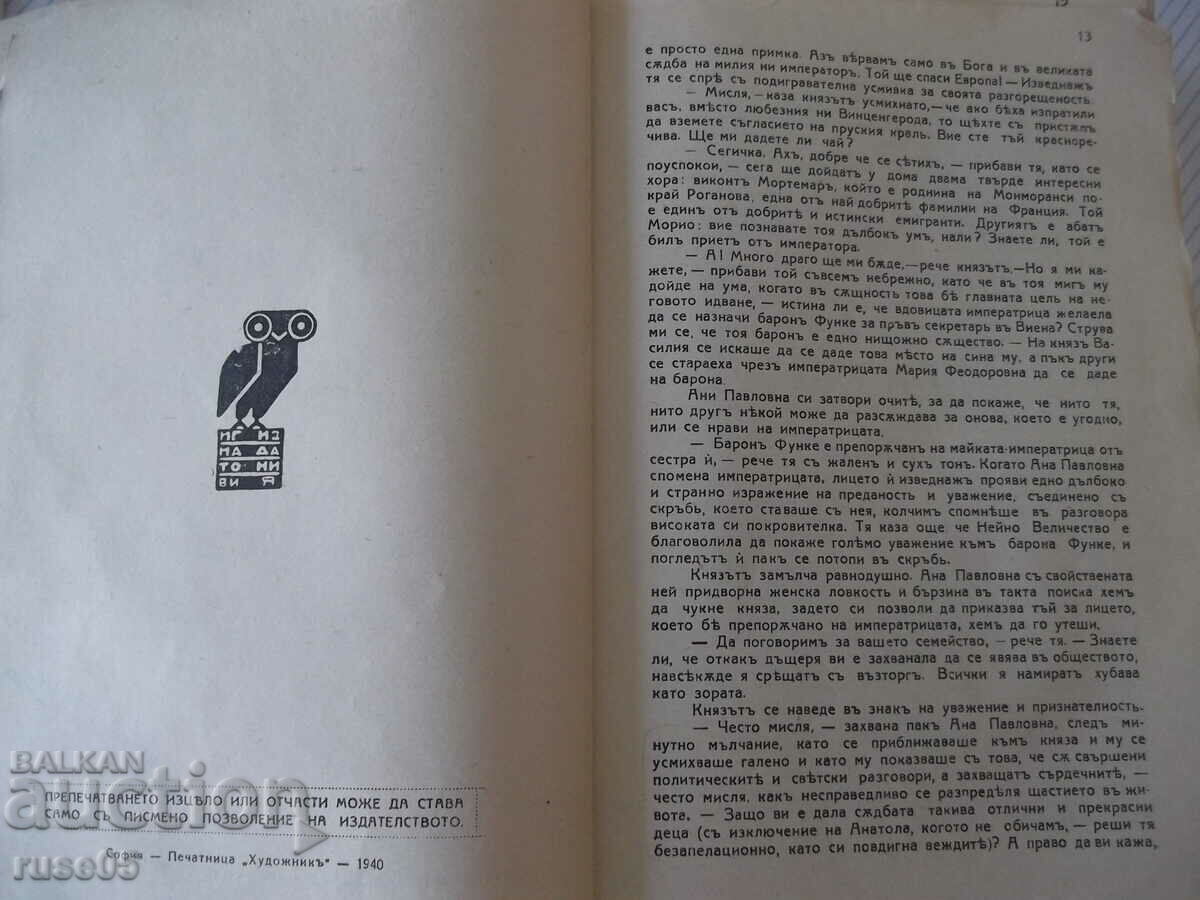 ИГ ИЗ
НА ДА
ТО НИ
ВИ Я
ПРЕПЕЧАТВАНЕТО ИЗЦѢЛО ИЛИ ОТЧАСТИ МОЖЕ ДА СТАВА
САМО СЪ ПИСМЕНО ПОЗВОЛЕНИЕ НА ИЗДАТЕЛСТВОТО.
София — Печатница „Художникъ" — 1940
BALKAN
auction
ruse05
13
е просто една примка. Азъ вѣрвамъ само въ Бога и въ великата
сѫдба на милия ни императоръ. Той ще спаси Европа! — Изведнажъ
тя се спрѣ съ подигравателна усмивка за своята разгорещеность.
— Мисля, — каза князътъ усмихнато, — че ако бѣха изпратили
васъ, вмѣсто любезния ни Винценгерода, то щѣхте съ пристѫпъ
да вземете съгласието на пруския краль. Вие сте тъй красноре-
чива. Ще ми дадете ли чай?
— Сегичка. Ахъ, добре че се сѣтихъ, — прибави тя, като се
поуспокои, — сега ще дойдатъ у дома двама твърде интересни
хора: виконтъ Мортемаръ, който е роднина на Монморанси по-
край Роганова, една отъ най-добритѣ фамилии на Франция. Той
е единъ отъ добритѣ и истински емигранти. Другиятъ е абатъ
Морио: вие познавате тоя дълбокъ умъ, нали? Знаете ли, той е
билъ приетъ отъ императора.
— А! Много драго ще ми бѫде, — рече князътъ. — Но я ми ка-
жете, — прибави той съвсемъ небрежно, като че въ тоя мигъ му
дойде на ума, когато въ сѫщность това бѣ главната цель на не-
говото идване, — истина ли е, че вдовицата императрица желаела
да се назначи баронъ Функе за пръвъ секретарь въ Виена? Струва
ми се, че тоя баронъ е едно нищожно сѫщество. — На князъ Ва-
силия се искаше да се даде това мѣсто на сина му, а пъкъ други
се стараеха чрезъ императрицата Мария Феодоровна да се даде
на барона.
Ани Павловна си затвори очитѣ, за да покаже, че нито тя,
нито другъ нѣкой може да разсѫждава за онова, което е угодно,
или се нрави на императрицата.
— Баронъ Функе е препорѫчанъ на майката-императрица отъ
сестра ѝ, — рече тя съ жаленъ и сухъ тонъ. Когато Ана Павловна
спомена императрицата, лицето ѝ изведнажъ прояви едно дълбоко
и странно изражение на преданость и уважение, съединено съ
скръбь, което ставаше съ нея, колчимъ спомнѣше въ разговора
високата си покровителка. Тя каза още, че Нейно Величество е
благоволила да покаже голѣмо уважение къмъ барона Функе, и
погледътъ ѝ пакъ се потопи въ скръбь.
Князътъ замълча равнодушно. Ана Павловна съ свойствената
ней придворна женска ловкость и бързина въ такта поиска хемъ
да чукне княза, задето си позволи да приказва тъй за лицето,
което бѣ препорѫчано на императрицата, хемъ да го утеши.
— Да поговоримъ за вашето семейство, — рече тя. — Знаете
ли, че откакъ дъщеря ви е захванала да се явява въ обществото,
навсѣкѫде я срѣщатъ съ възторгъ. Всички я намиратъ хубава
като зората.
Князътъ се наведе въ знакъ на уважение и признателность.
— Често мисля, — захвана пакъ Ана Павловна, следъ ми-
нутно мълчание, като се приближаваше къмъ княза и му се
усмихваше галено и като му показваше съ това, че сѫ свършени
политическитѣ и свѣтски разговори, а захващатъ сърдечнитѣ, —
често мисля, какъ несправедливо се разпредѣля щастието въ жи-
вота. — Защо ви е дала сѫдбата такива отлични и прекрасни
деца (съ изключение на Анатола, когото не обичамъ, — реши тя
безапелационно, като си повдигна веждитѣ)? А право да ви кажа,